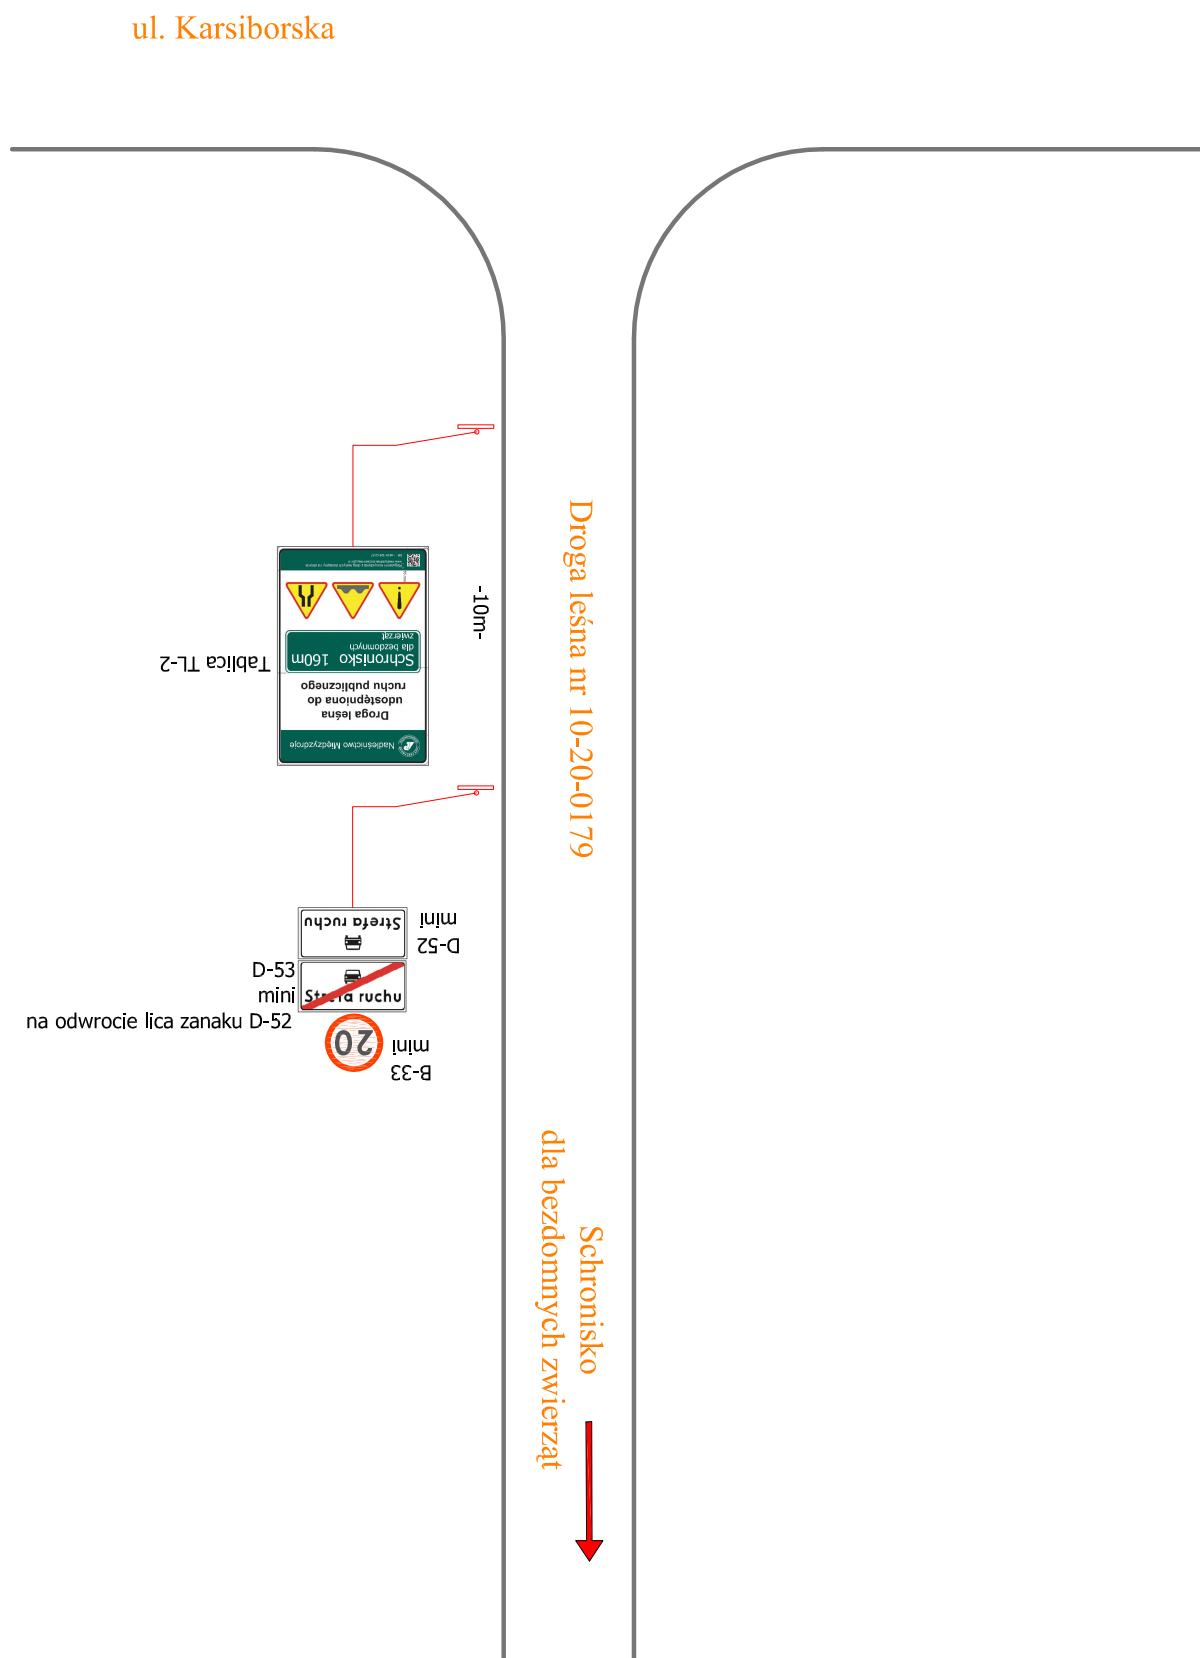 ul. Karsiborska
Droga leśna nr 10-20-0179
-10m-
Tablica TL-2
Nadleśnictwo Międzyzdroje
Droga leśna
udostępniona do
ruchu publicznego
Schronisko 160m
dla bezdomnych
zwierząt
D-52
mini
Strefa ruchu
D-53
mini
na odwrocie lica zanaku D-52
Strefa ruchu
B-33
mini
20
Schronisko
dla bezdomnych zwierząt